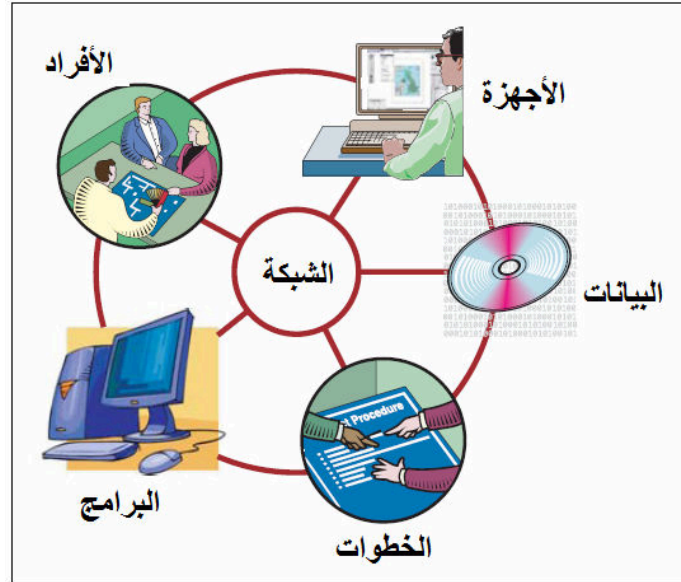 الأفراد
الأجهزة
الشبكة
البيانات
t Procedure
البرامج
الخطوات